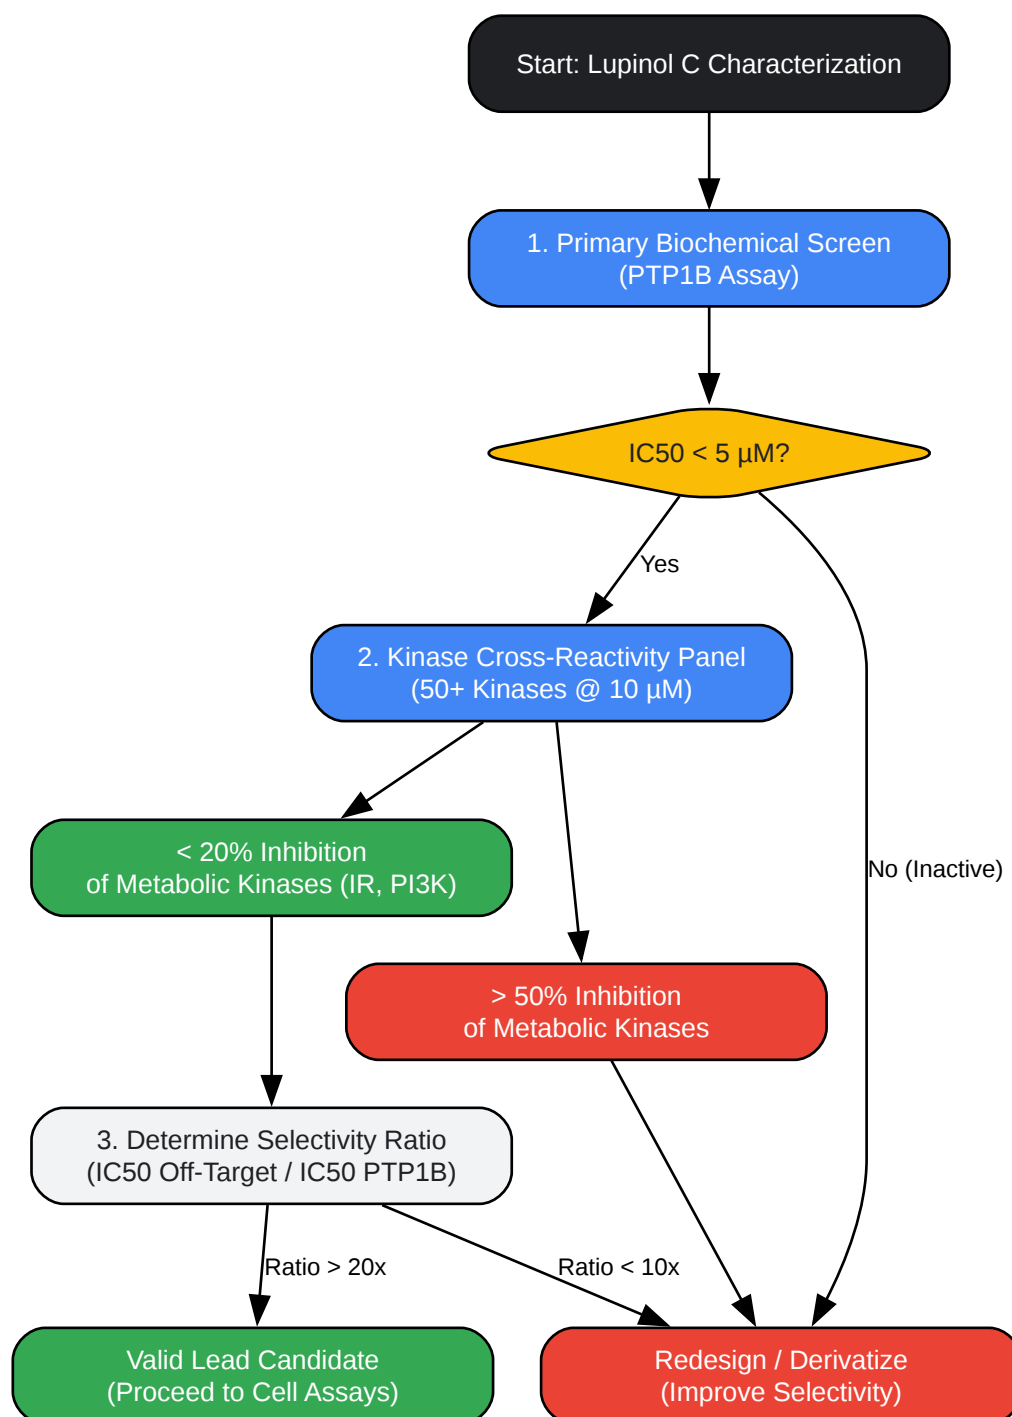 Start: Lupinol C Characterization
1. Primary Biochemical Screen
(PTP1B Assay)
IC50 < 5 µM?
Yes
2. Kinase Cross-Reactivity Panel
(50+ Kinases @ 10 µM)
< 20% Inhibition
of Metabolic Kinases (IR, PI3K)
No (Inactive)
> 50% Inhibition
of Metabolic Kinases
3. Determine Selectivity Ratio
(IC50 Off-Target / IC50 PTP1B)
Ratio > 20x
Ratio < 10x
Valid Lead Candidate
(Proceed to Cell Assays)
Redesign / Derivatize
(Improve Selectivity)